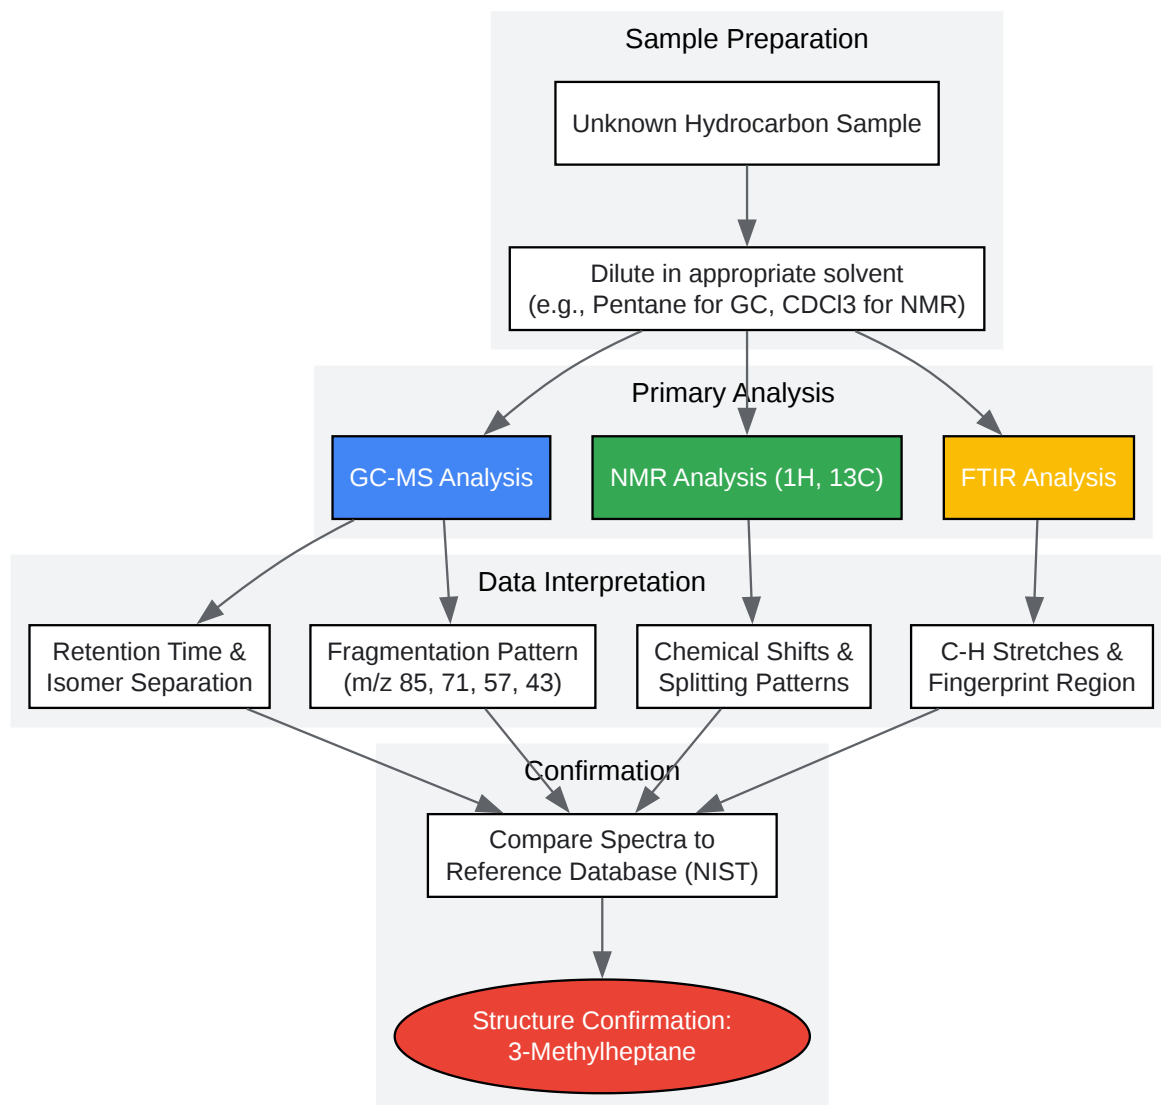 Sample Preparation
Unknown Hydrocarbon Sample
Dilute in appropriate solvent
(e.g., Pentane for GC, CDCl3 for NMR)
Primary Analysis
GC-MS Analysis
NMR Analysis (1H, 13C)
FTIR Analysis
Data Interpretation
Retention Time &
Isomer Separation
Fragmentation Pattern
(m/z 85, 71, 57, 43)
Chemical Shifts &
Splitting Patterns
C-H Stretches &
Fingerprint Region
Confirmation
Compare Spectra to
Reference Database (NIST)
Structure Confirmation:
3-Methylheptane